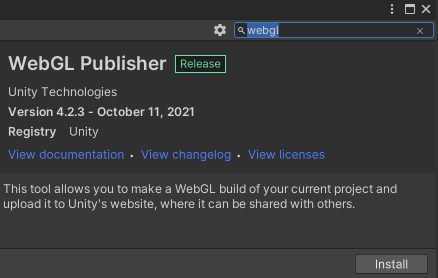 webgl
WebGL Publisher Release
Unity Technologies
Version 4.2.3 - October 11, 2021
Registry Unity
View documentation • View changelog • View licenses
This tool allows you to make a WebGL build of your current project and
upload it to Unity's website, where it can be shared with others.
Install